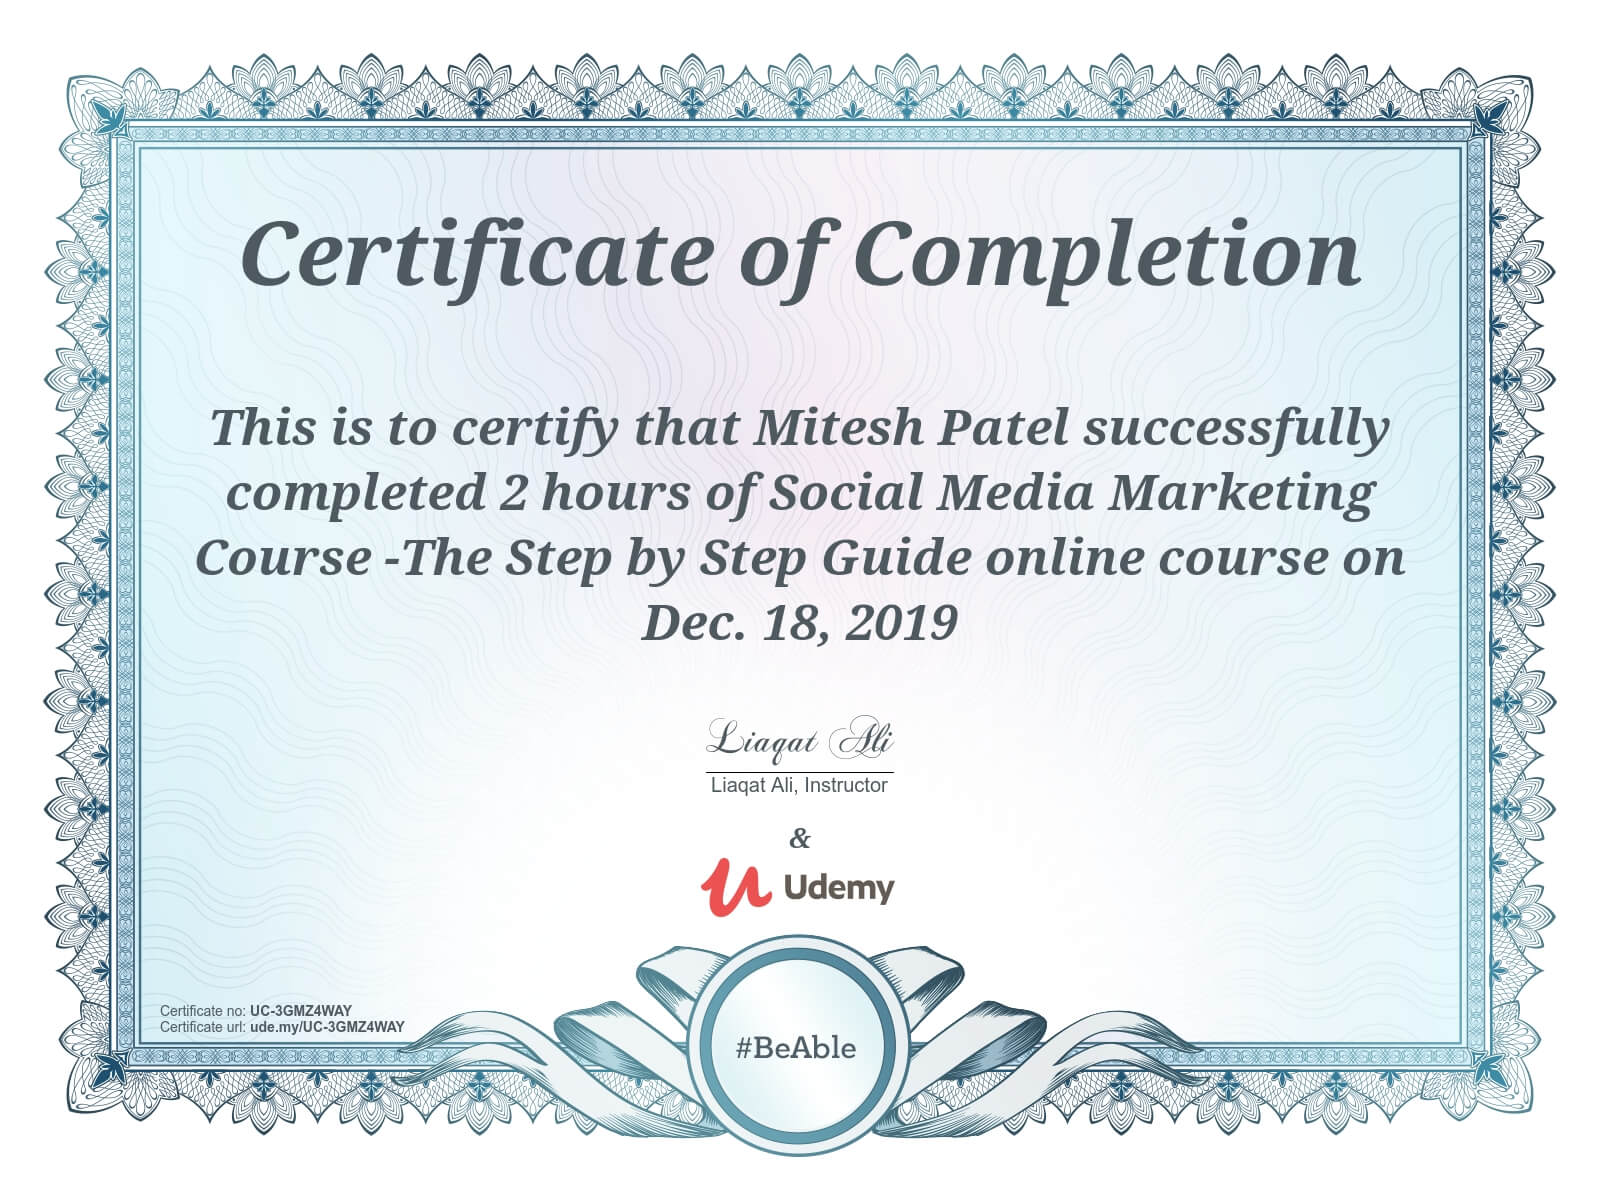 Certificate of Completion
This is to certify that Mitesh Patel successfully
completed 2 hours of Social Media Marketing
Course -The Step by Step Guide online course on
Dec. 18, 2019
Liaqat Ali
Liaqat Ali, Instructor
&
Udemy
Certificate no: UC-3GMZ4WAY
Certificate url: ude.my/UC-3GMZ4WAY
#BeAble